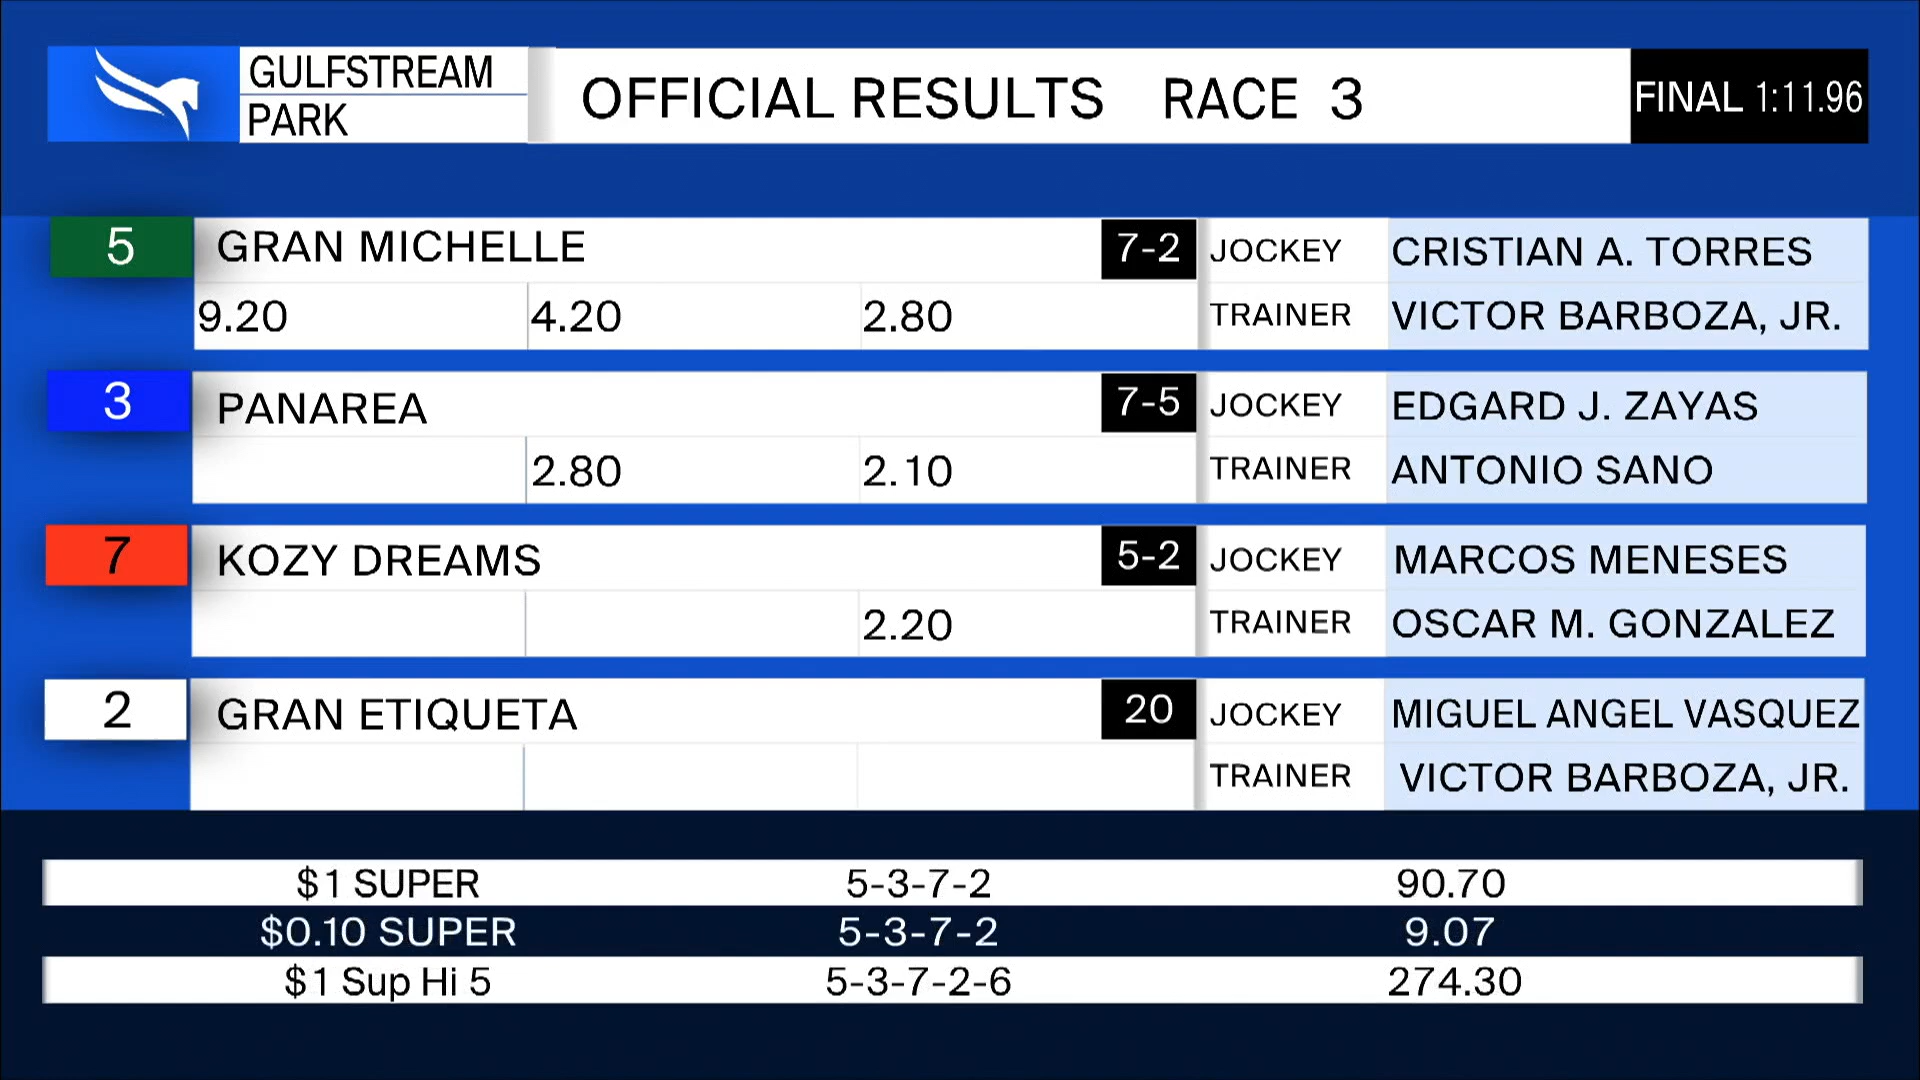 GULFSTREAM
PARK
OFFICIAL RESULTS RACE 3
FINAL 1:11.96
5 GRAN MICHELLE 7-2 JOCKEY CRISTIAN A. TORRES
9.20 4.20 2.80 TRAINER VICTOR BARBOZA, JR.
3 PANAREA 7-5 JOCKEY EDGARD J. ZAYAS
2.80 2.10 TRAINER ANTONIO SANO
7 KOZY DREAMS 5-2 JOCKEY MARCOS MENESES
2.20 TRAINER OSCAR M. GONZALEZ
2 GRAN ETIQUETA 20 JOCKEY MIGUEL ANGEL VASQUEZ
TRAINER VICTOR BARBOZA, JR.
$1 SUPER 5-3-7-2 90.70
$0.10 SUPER 5-3-7-2 9.07
$1 Sup Hi 5 5-3-7-2-6 274.30